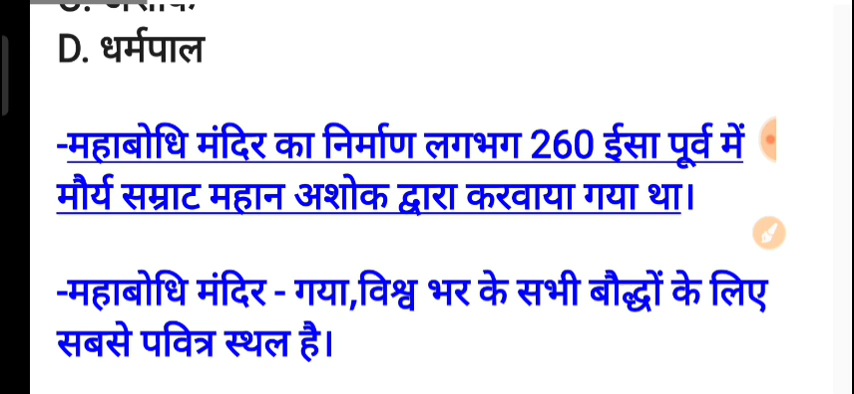 D. धर्मपाल
-महाबोधि मंदिर का निर्माण लगभग 260 ईसा पूर्व में
मौर्य सम्राट महान अशोक द्वारा करवाया गया था।
-महाबोधि मंदिर - गया,विश्व भर के सभी बौद्धों के लिए
सबसे पवित्र स्थल है।